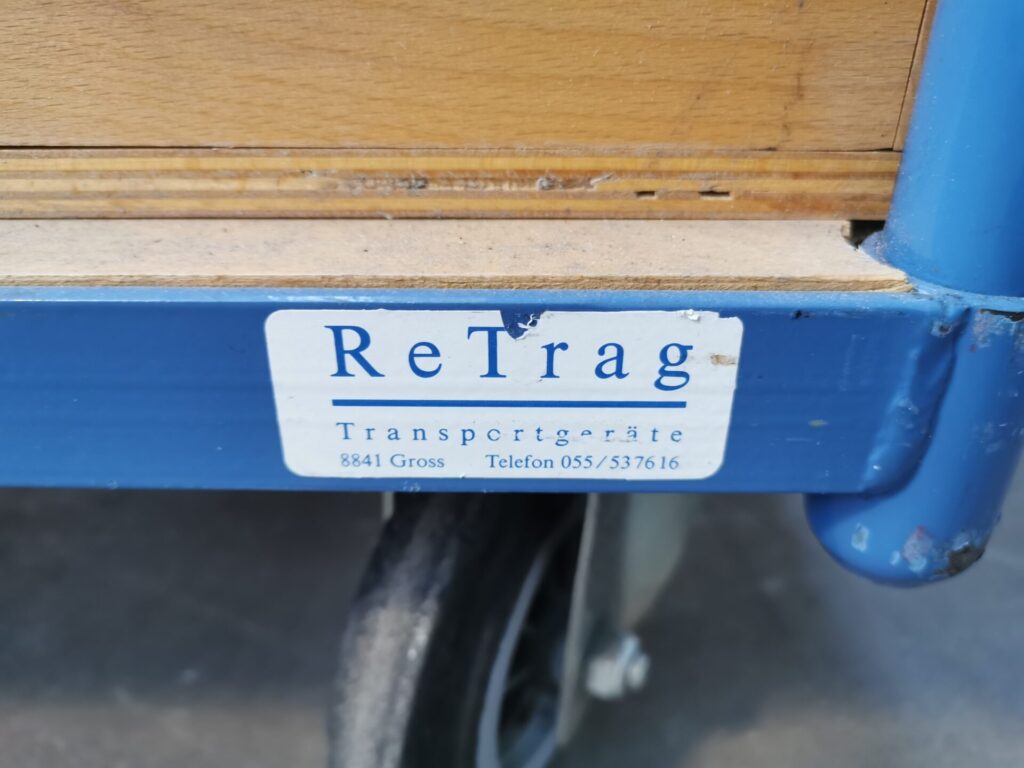 ReTrag
Transportgeräte
8841 Gross Telefon 055/537616